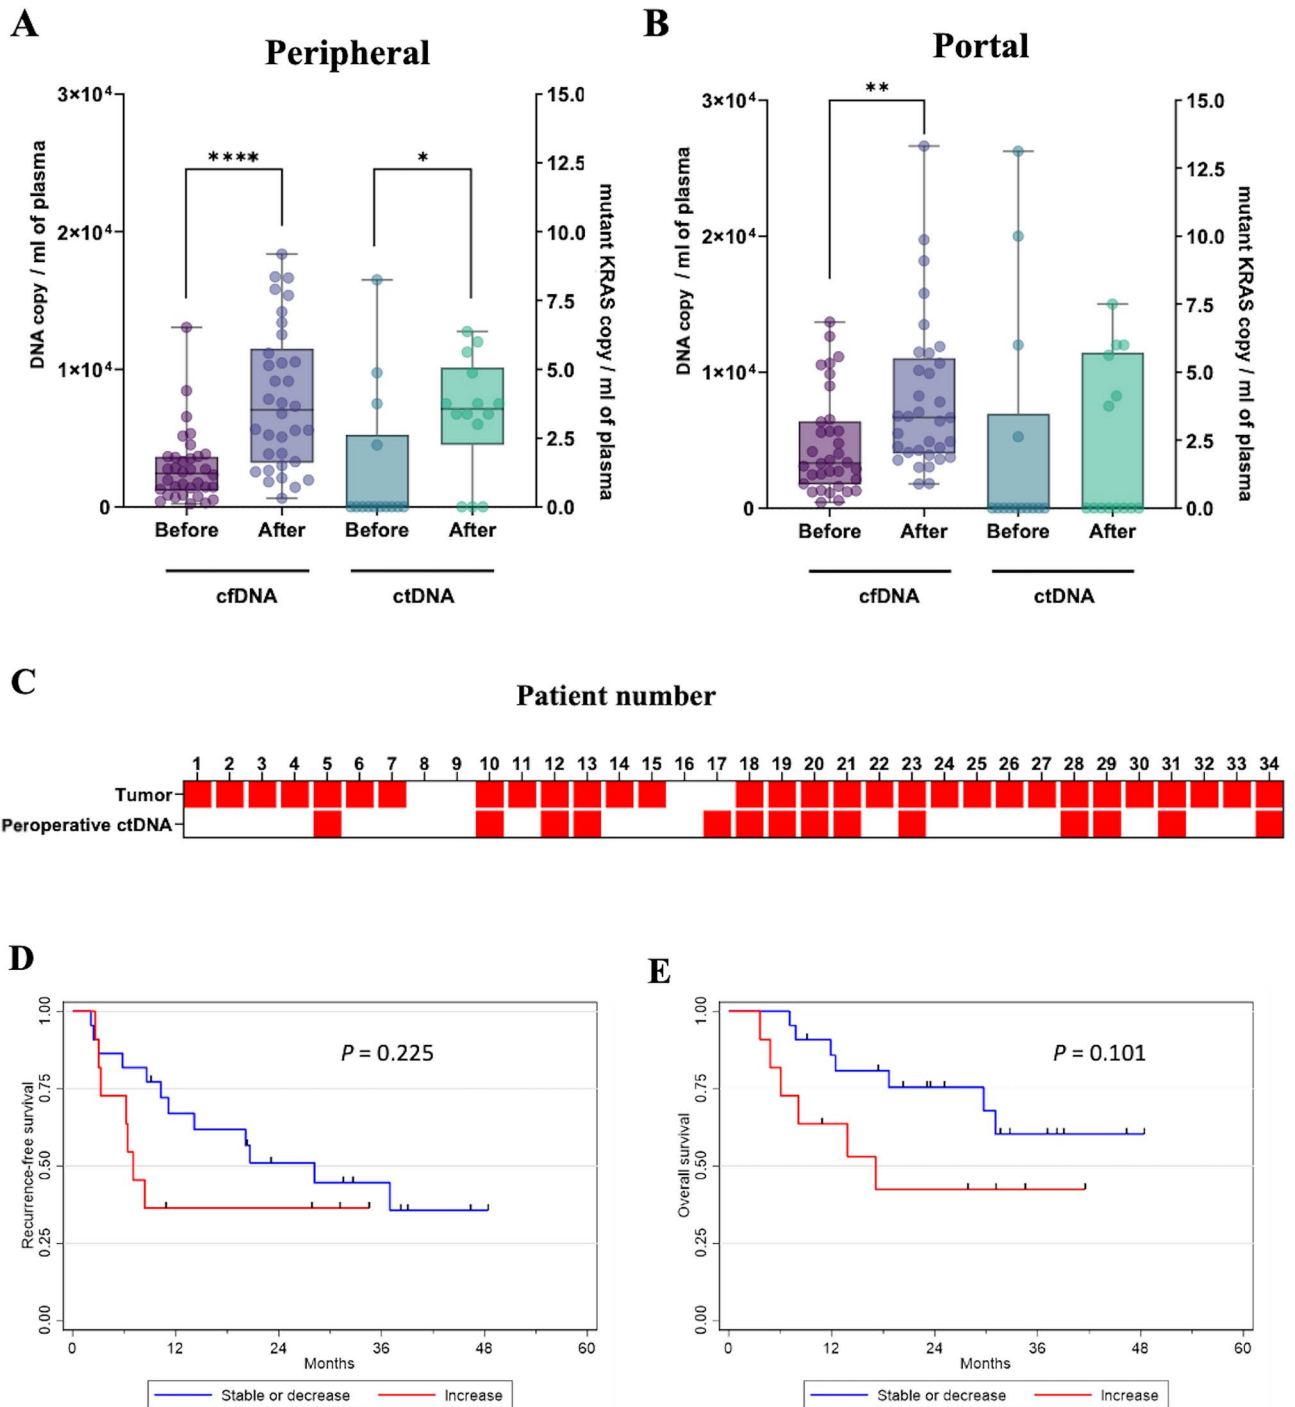 A
Peripheral
3×10⁴
2×10⁴
1×10⁴
0
DNA copy / ml of plasma
15.0
12.5
10.0
7.5
5.0
2.5
0.0
mutant KRAS copy / ml of plasma
****
*
Before After Before After
cfDNA ctDNA
B
Portal
3×10⁴
2×10⁴
1×10⁴
0
DNA copy / ml of plasma
15.0
12.5
10.0
7.5
5.0
2.5
0.0
mutant KRAS copy / ml of plasma
**
Before After Before After
cfDNA ctDNA
C
Patient number
1 2 3 4 5 6 7 8 9 10 11 12 13 14 15 16 17 18 19 20 21 22 23 24 25 26 27 28 29 30 31 32 33 34
Tumor
Peroperative ctDNA
D
Recurrence-free survival
1.00
0.75
0.50
0.25
0.00
P = 0.225
0 12 24 36 48 60
Months
Stable or decrease Increase
E
Overall survival
1.00
0.75
0.50
0.25
0.00
P = 0.101
0 12 24 36 48 60
Months
Stable or decrease Increase